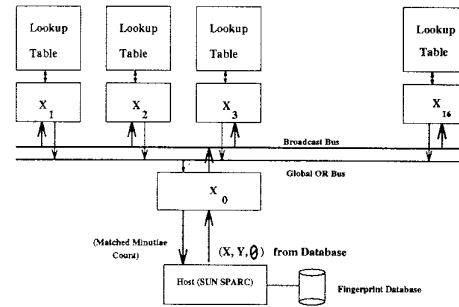 Lookup Lookup Lookup Lookup
Table Table Table Table
X 1 X 2 X 3 X 16
Broadcast Bus
Global OR Bus
X 0
(Matched Minutiae
Count)
(X, Y, θ) from Database
Host (SUN SPARC)
Fingerprint Database